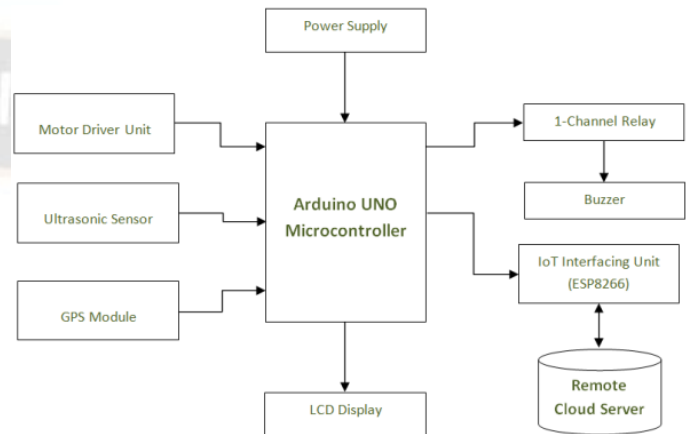 Power Supply
Motor Driver Unit
1-Channel Relay
Arduino UNO
Microcontroller
Ultrasonic Sensor
Buzzer
IoT Interfacing Unit
(ESP8266)
GPS Module
Remote
Cloud Server
LCD Display